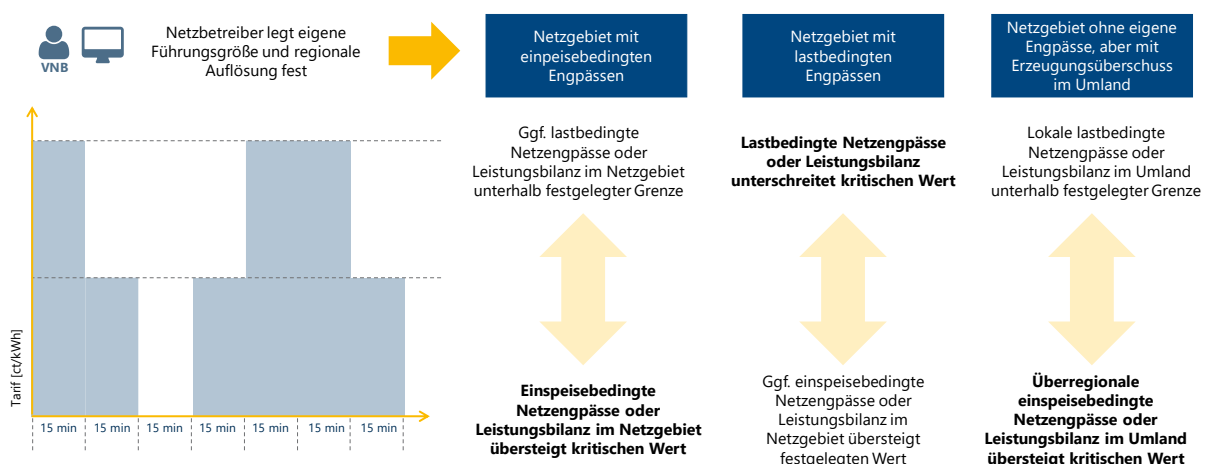 VNB
Netzbetreiber legt eigene
Führungsgröße und regionale
Auflösung fest
Netzgebiet mit
einpeisebedingten
Engpässen
Netzgebiet mit
lastbedingten
Engpässen
Netzgebiet ohne eigene
Engpässe, aber mit
Erzeugungsüberschuss
im Umland
Ggf. lastbedingte
Netzengpässe oder
Leistungsbilanz im Netzgebiet
unterhalb festgelegter Grenze
Lastbedingte Netzengpässe
oder Leistungsbilanz
unterschreitet kritischen Wert
Lokale lastbedingte
Netzengpässe oder
Leistungsbilanz im Umland
unterhalb festgelegter Grenze
Tarif [ct/kWh]
15 min 15 min 15 min 15 min 15 min 15 min 15 min
Einspeisebedingte
Netzengpässe oder
Leistungsbilanz im Netzgebiet
übersteigt kritischen Wert
Ggf. einspeisebedingte
Netzengpässe oder
Leistungsbilanz im
Netzgebiet übersteigt
festgelegten Wert
Überregionale
einspeisebedingte
Netzengpässe oder
Leistungsbilanz im Umland
übersteigt kritischen Wert